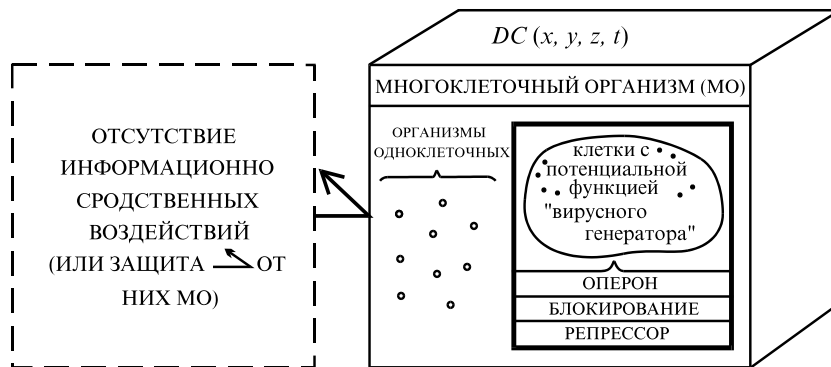 DC (x, y, z, t)
МНОГОКЛЕТОЧНЫЙ ОРГАНИЗМ (МО)
ОТСУТСТВИЕ
ИНФОРМАЦИОННО
СРОДСТВЕННЫХ
ВОЗДЕЙСТВИЙ
(ИЛИ ЗАЩИТА ОТ
НИХ МО)
ОРГАНИЗМЫ
ОДНОКЛЕТОЧНЫХ
клетки с
потенциальной
функцией
"вирусного
генератора"
ОПЕРОН
БЛОКИРОВАНИЕ
РЕПРЕССОР